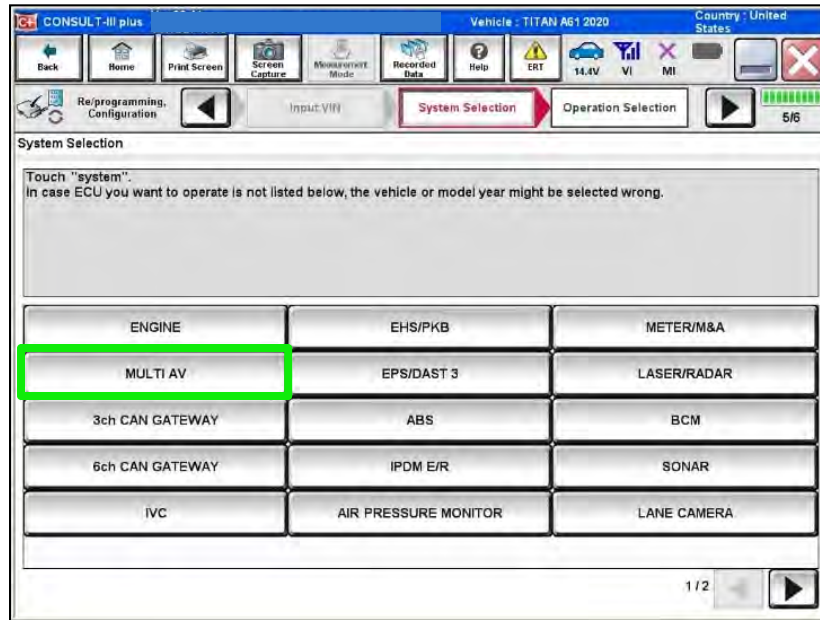 C+ CONSULT-III plus
Vehicle : TITAN A61 2020
Country : United States
Back
Home
Print Screen
Screen Capture
Measurement Mode
Recorded Data
Help
ERT
14.4V
VI
MI
Re/programming, Configuration
Input VIN
System Selection
Operation Selection
5/6
System Selection
Touch "system".
In case ECU you want to operate is not listed below, the vehicle or model year might be selected wrong.
ENGINE
EHS/PKB
METER/M&A
MULTI AV
EPS/DAST 3
LASER/RADAR
3ch CAN GATEWAY
ABS
BCM
6ch CAN GATEWAY
IPDM E/R
SONAR
IVC
AIR PRESSURE MONITOR
LANE CAMERA
1/2